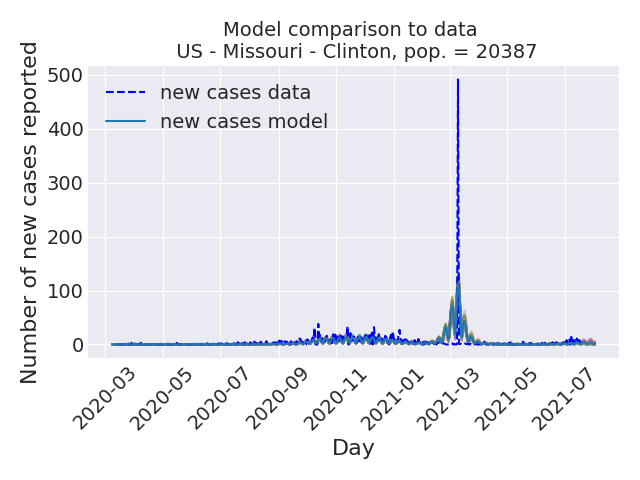 Model comparison to data
US - Missouri - Clinton, pop. = 20387
new cases data
new cases model
Number of new cases reported
500
400
300
200
100
0
2020-03
2020-05
2020-07
2020-09
2020-11
2021-01
2021-03
2021-05
2021-07
Day